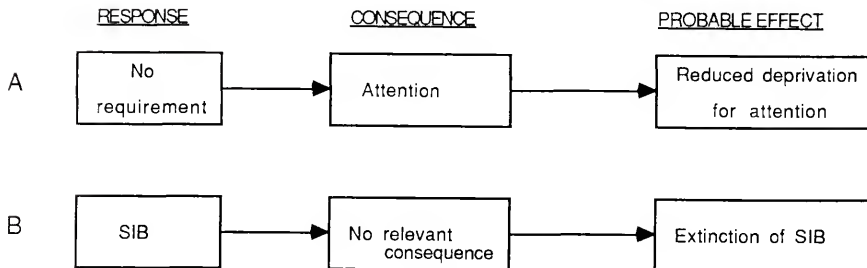 RESPONSE CONSEQUENCE PROBABLE EFFECT
A
No
requirement
Attention
Reduced deprivation
for attention
B
SIB
No relevant
consequence
Extinction of SIB